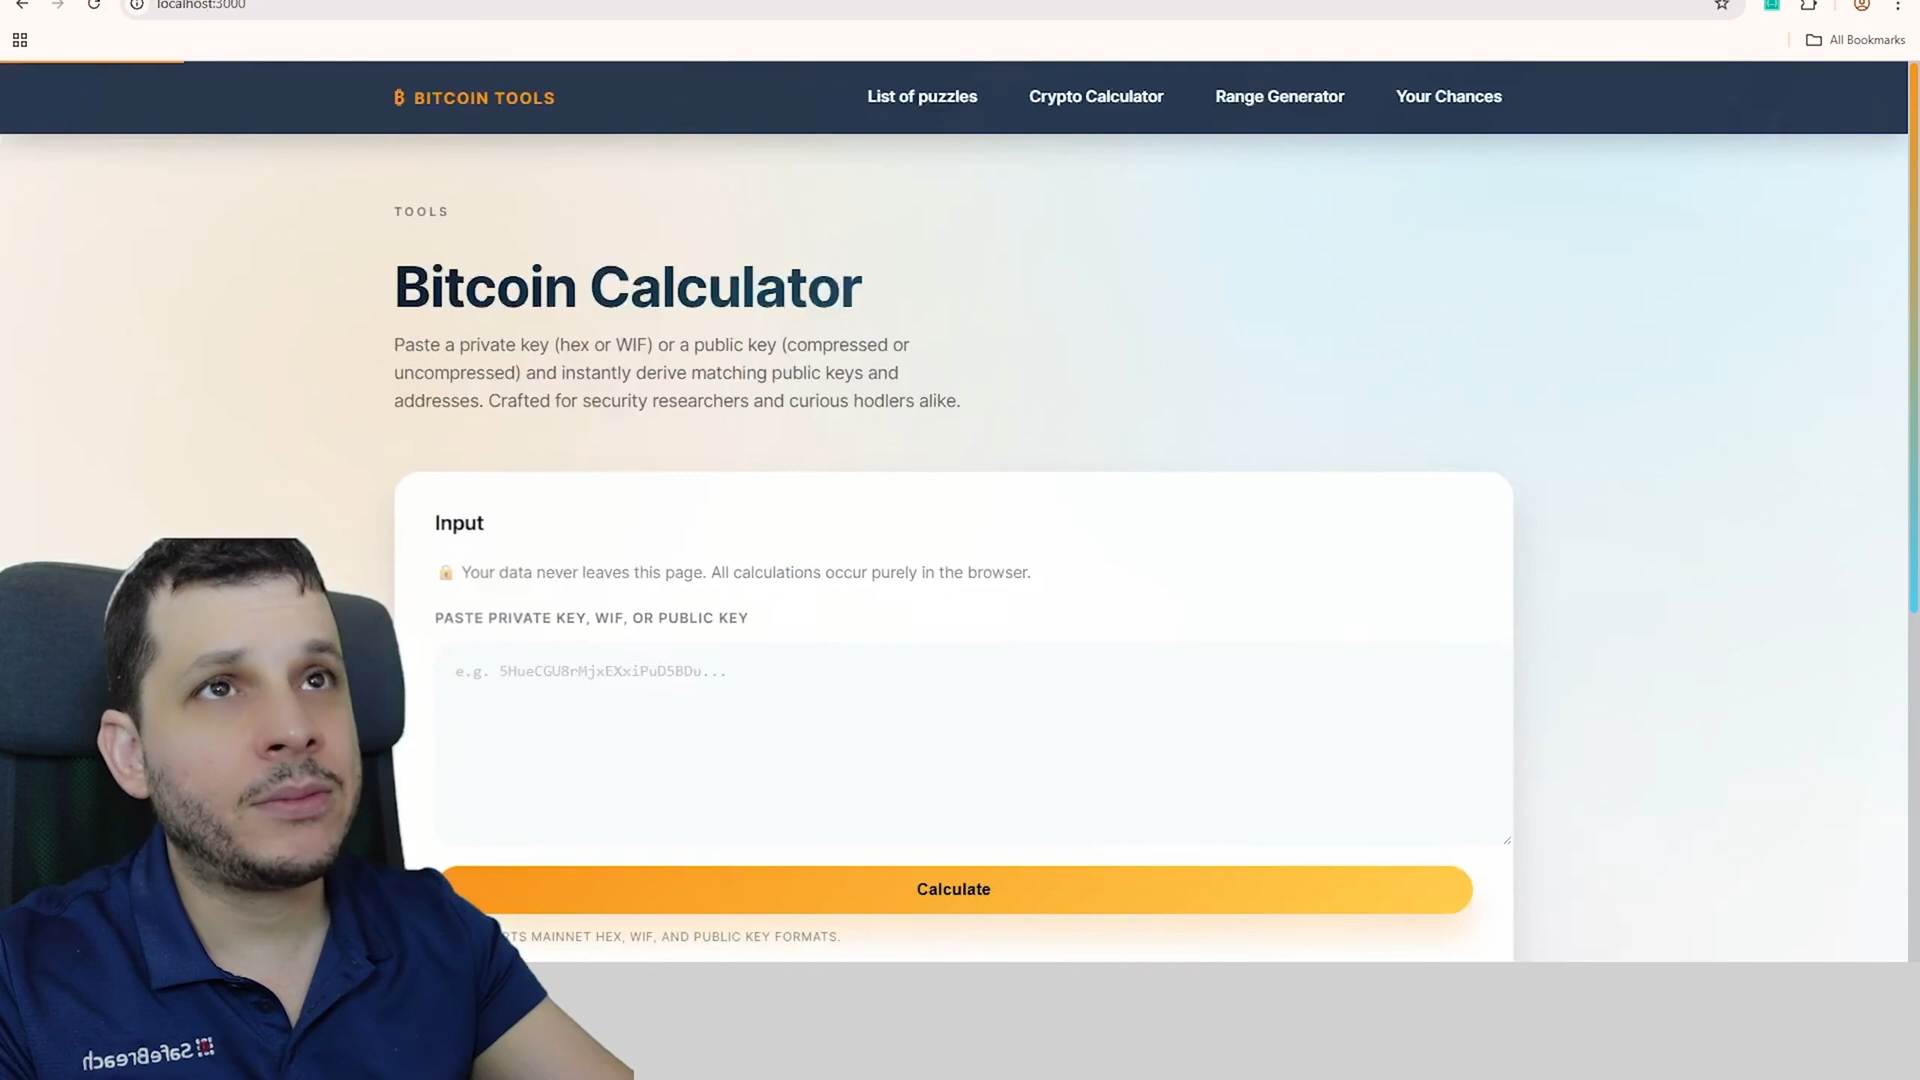 localhost:3000
All Bookmarks
BITCOIN TOOLS
List of puzzles
Crypto Calculator
Range Generator
Your Chances
TOOLS
Bitcoin Calculator
Paste a private key (hex or WIF) or a public key (compressed or
uncompressed) and instantly derive matching public keys and
addresses. Crafted for security researchers and curious hodlers alike.
Input
🔒 Your data never leaves this page. All calculations occur purely in the browser.
PASTE PRIVATE KEY, WIF, OR PUBLIC KEY
e.g. 5HueCGU8rMjxEXxiPuD5BDu...
Calculate
RTS MAINNET HEX, WIF, AND PUBLIC KEY FORMATS.
SafeBreach